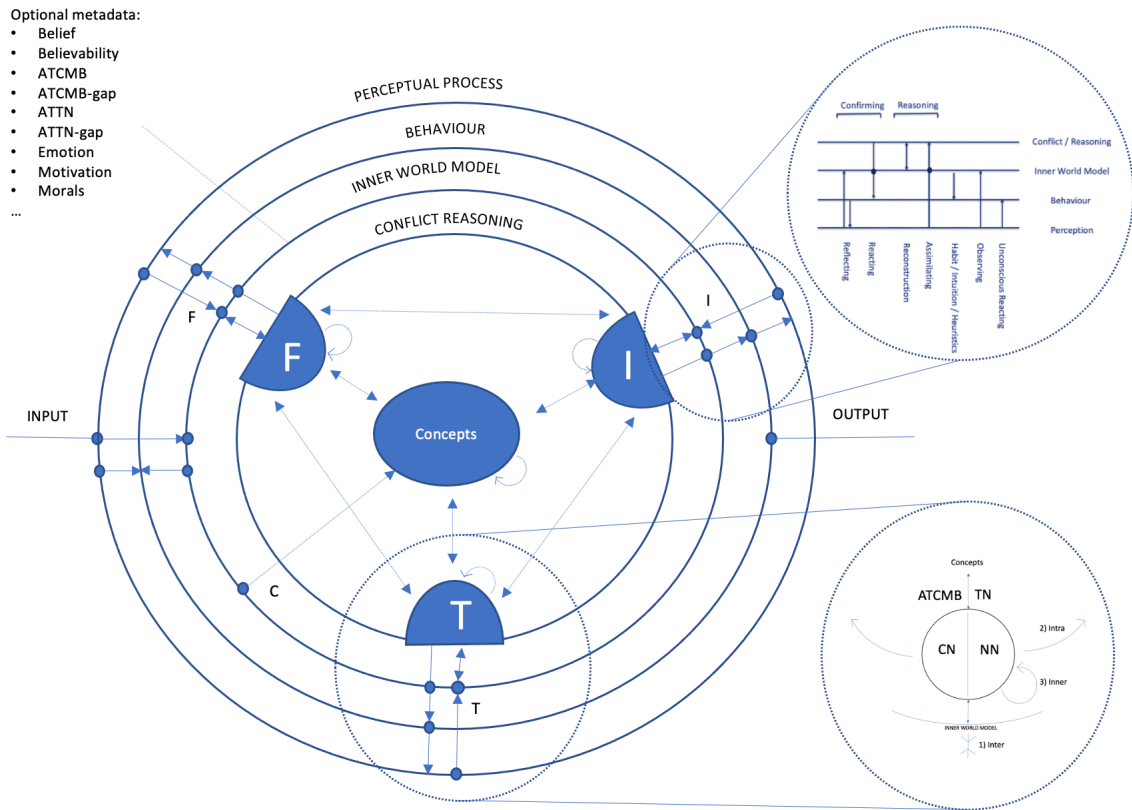 Optional metadata:
• Belief
• Believability
• ATCMB
• ATCMB-gap
• ATTN
• ATTN-gap
• Emotion
• Motivation
• Morals
...
PERCEPTUAL PROCESS
BEHAVIOUR
INNER WORLD MODEL
CONFLICT REASONING
F
F
I
I
INPUT
Concepts
OUTPUT
C
T
T
Confirming
Reasoning
Conflict / Reasoning
Inner World Model
Behaviour
Perception
Reflecting
Reacting
Reconstruction
Assimilating
Habit / Intuition / Heuristics
Observing
Unconscious Reacting
Concepts
ATCMB
TN
CN
NN
2) Intra
3) Inner
INNER WORLD MODEL
1) Inter